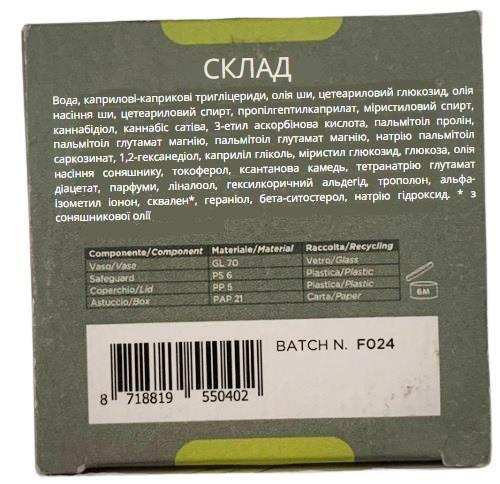 СКЛАД
Вода, каприлові-каприкові тригліцериди, олія ши, цетеариловий глюкозид, олія
насіння ши, цетеариловий спирт, пропілгептилкаприлат, міристиловий спирт,
каннабідіол, каннабіс сатіва, 3-етил аскорбінова кислота, пальмітоїл пролін,
пальмітоїл глутамат магнію, пальмітоїл глутамат магнію, натрію пальмітоїл
саркозинат, 1,2-гександіол, каприліл гліколь, міристил глюкозид, глюкоза, олія
насіння соняшнику, токоферол, ксантанова камедь, тетранатрію глутамат
діацетат, парфуми, ліналоол, гексилкоричний альдегід, трополон, альфа-
ізометил іонон, сквален*, гераніол, бета-ситостерол, натрію гідроксид. * з
соняшникової олії
Componente/Component Materiale/Material Raccolta/Recycling
Vaso/Vase GL 70 Vetro/Glass
Safeguard PS 6 Plastica/Plastic
Coperchio/Lid PP 5 Plastica/Plastic
Astuccio/Box PAP 21 Carta/Paper
6M
BATCH N. F024
8 718819 550402